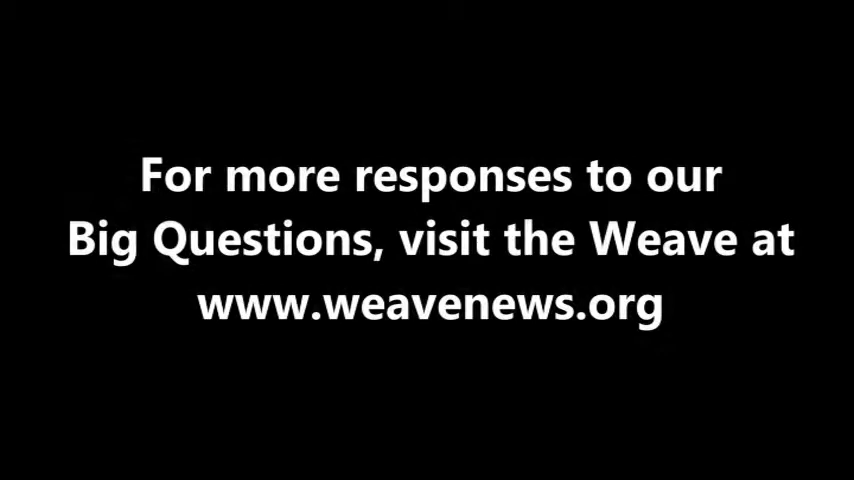 For more responses to our
Big Questions, visit the Weave at
www.weavenews.org